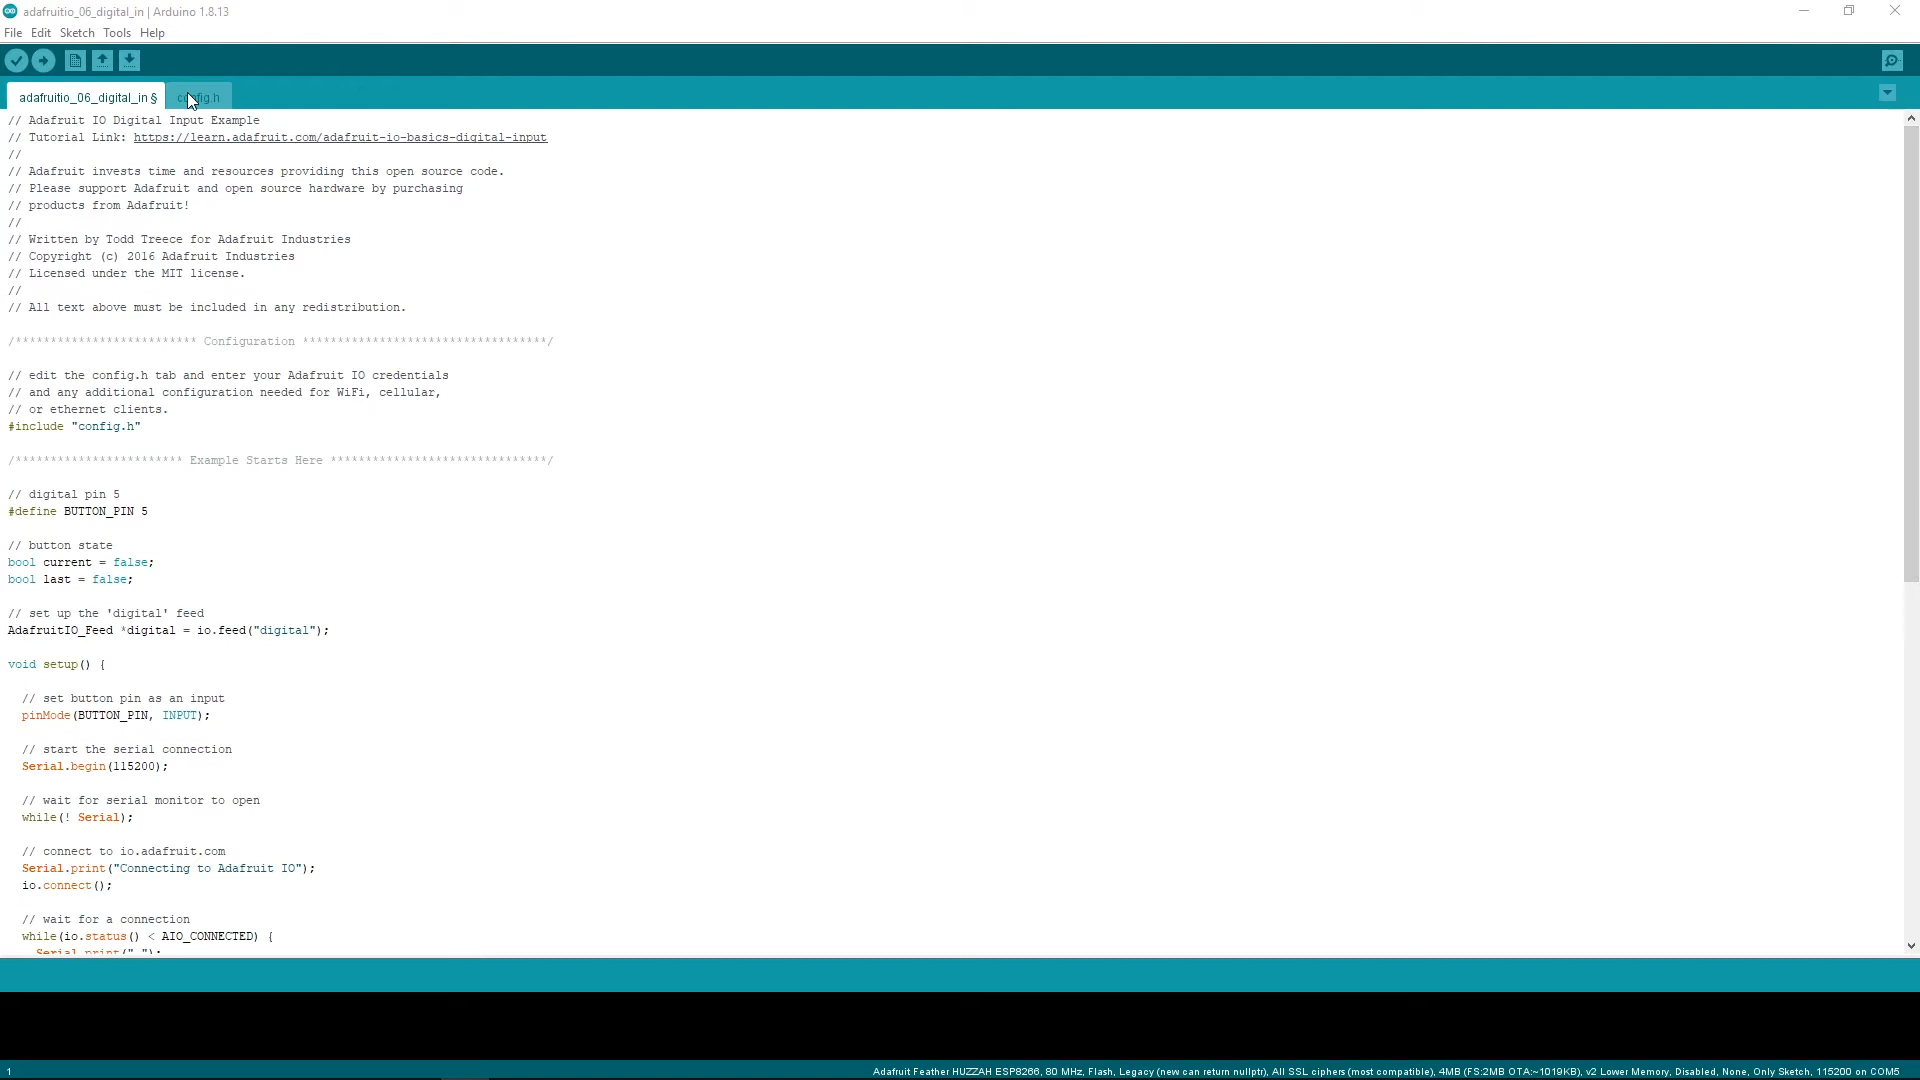 adafruitio_06_digital_in | Arduino 1.8.13
File Edit Sketch Tools Help
adafruitio_06_digital_in § config.h
// Adafruit IO Digital Input Example
// Tutorial Link: https://learn.adafruit.com/adafruit-io-basics-digital-input
//
// Adafruit invests time and resources providing this open source code.
// Please support Adafruit and open source hardware by purchasing
// products from Adafruit!
//
// Written by Todd Treece for Adafruit Industries
// Copyright (c) 2016 Adafruit Industries
// Licensed under the MIT license.
//
// All text above must be included in any redistribution.
/************************** Configuration ***********************************/
// edit the config.h tab and enter your Adafruit IO credentials
// and any additional configuration needed for WiFi, cellular,
// or ethernet clients.
#include "config.h"
/************************ Example Starts Here *******************************/
// digital pin 5
#define BUTTON_PIN 5
// button state
bool current = false;
bool last = false;
// set up the 'digital' feed
AdafruitIO_Feed *digital = io.feed("digital");
void setup() {
// set button pin as an input
pinMode(BUTTON_PIN, INPUT);
// start the serial connection
Serial.begin(115200);
// wait for serial monitor to open
while(! Serial);
// connect to io.adafruit.com
Serial.print("Connecting to Adafruit IO");
io.connect();
// wait for a connection
while(io.status() < AIO_CONNECTED) {
Serial.print(".");
1 Adafruit Feather HUZZAH ESP8266, 80 MHz, Flash, Legacy (new can return nullptr), All SSL ciphers (most compatible), 4MB (FS:2MB OTA:~1019KB), v2 Lower Memory, Disabled, None, Only Sketch, 115200 on COM5